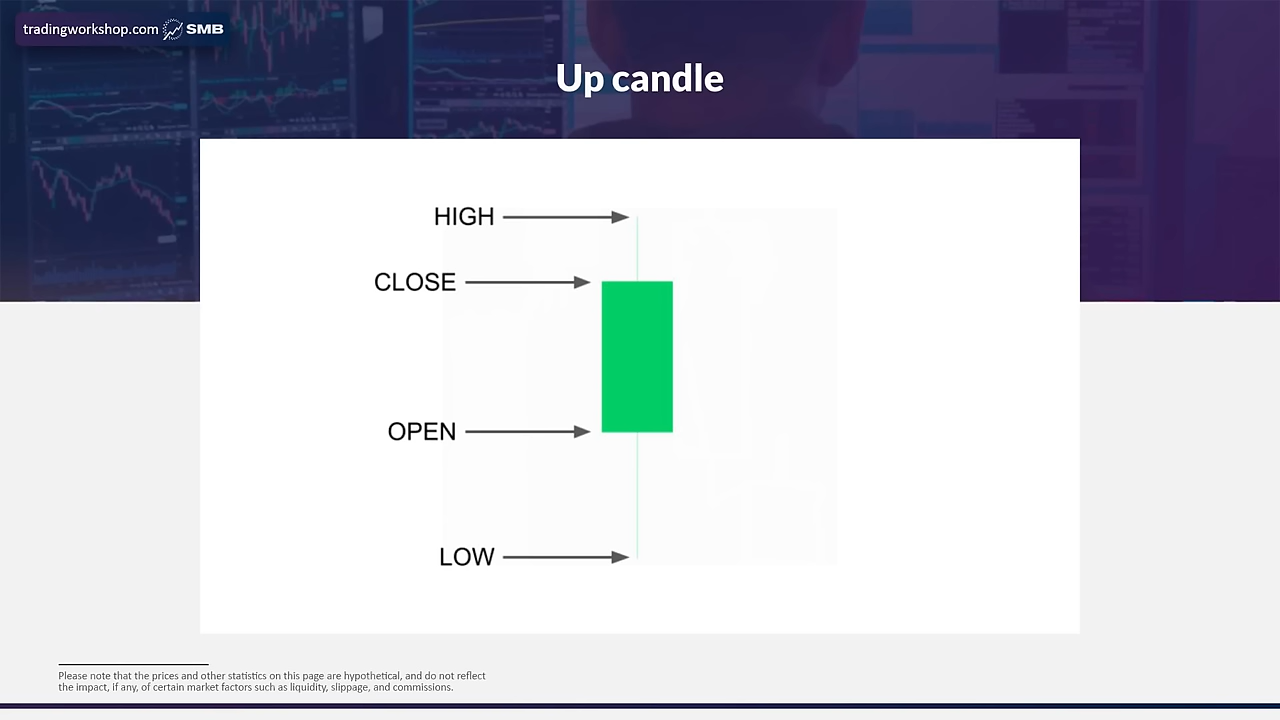 tradingworkshop.com SMB
Up candle
HIGH
CLOSE
OPEN
LOW
Please note that the prices and other statistics on this page are hypothetical, and do not reflect
the impact, if any, of certain market factors such as liquidity, slippage, and commissions.